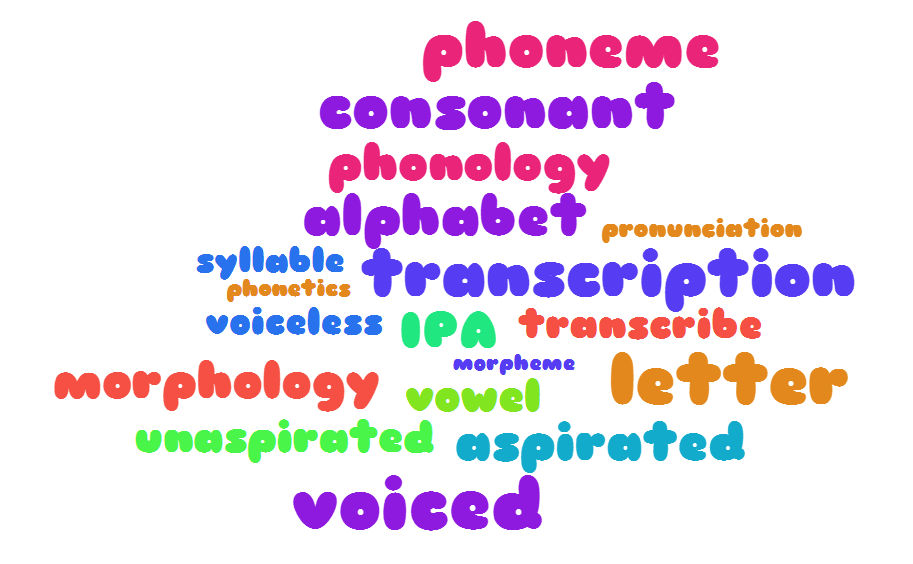 phoneme
consonant
phonology
alphabet
pronunciation
syllable
transcription
phonetics
voiceless
IPA
transcribe
morpheme
morphology
vowel
letter
unaspirated
aspirated
voiced